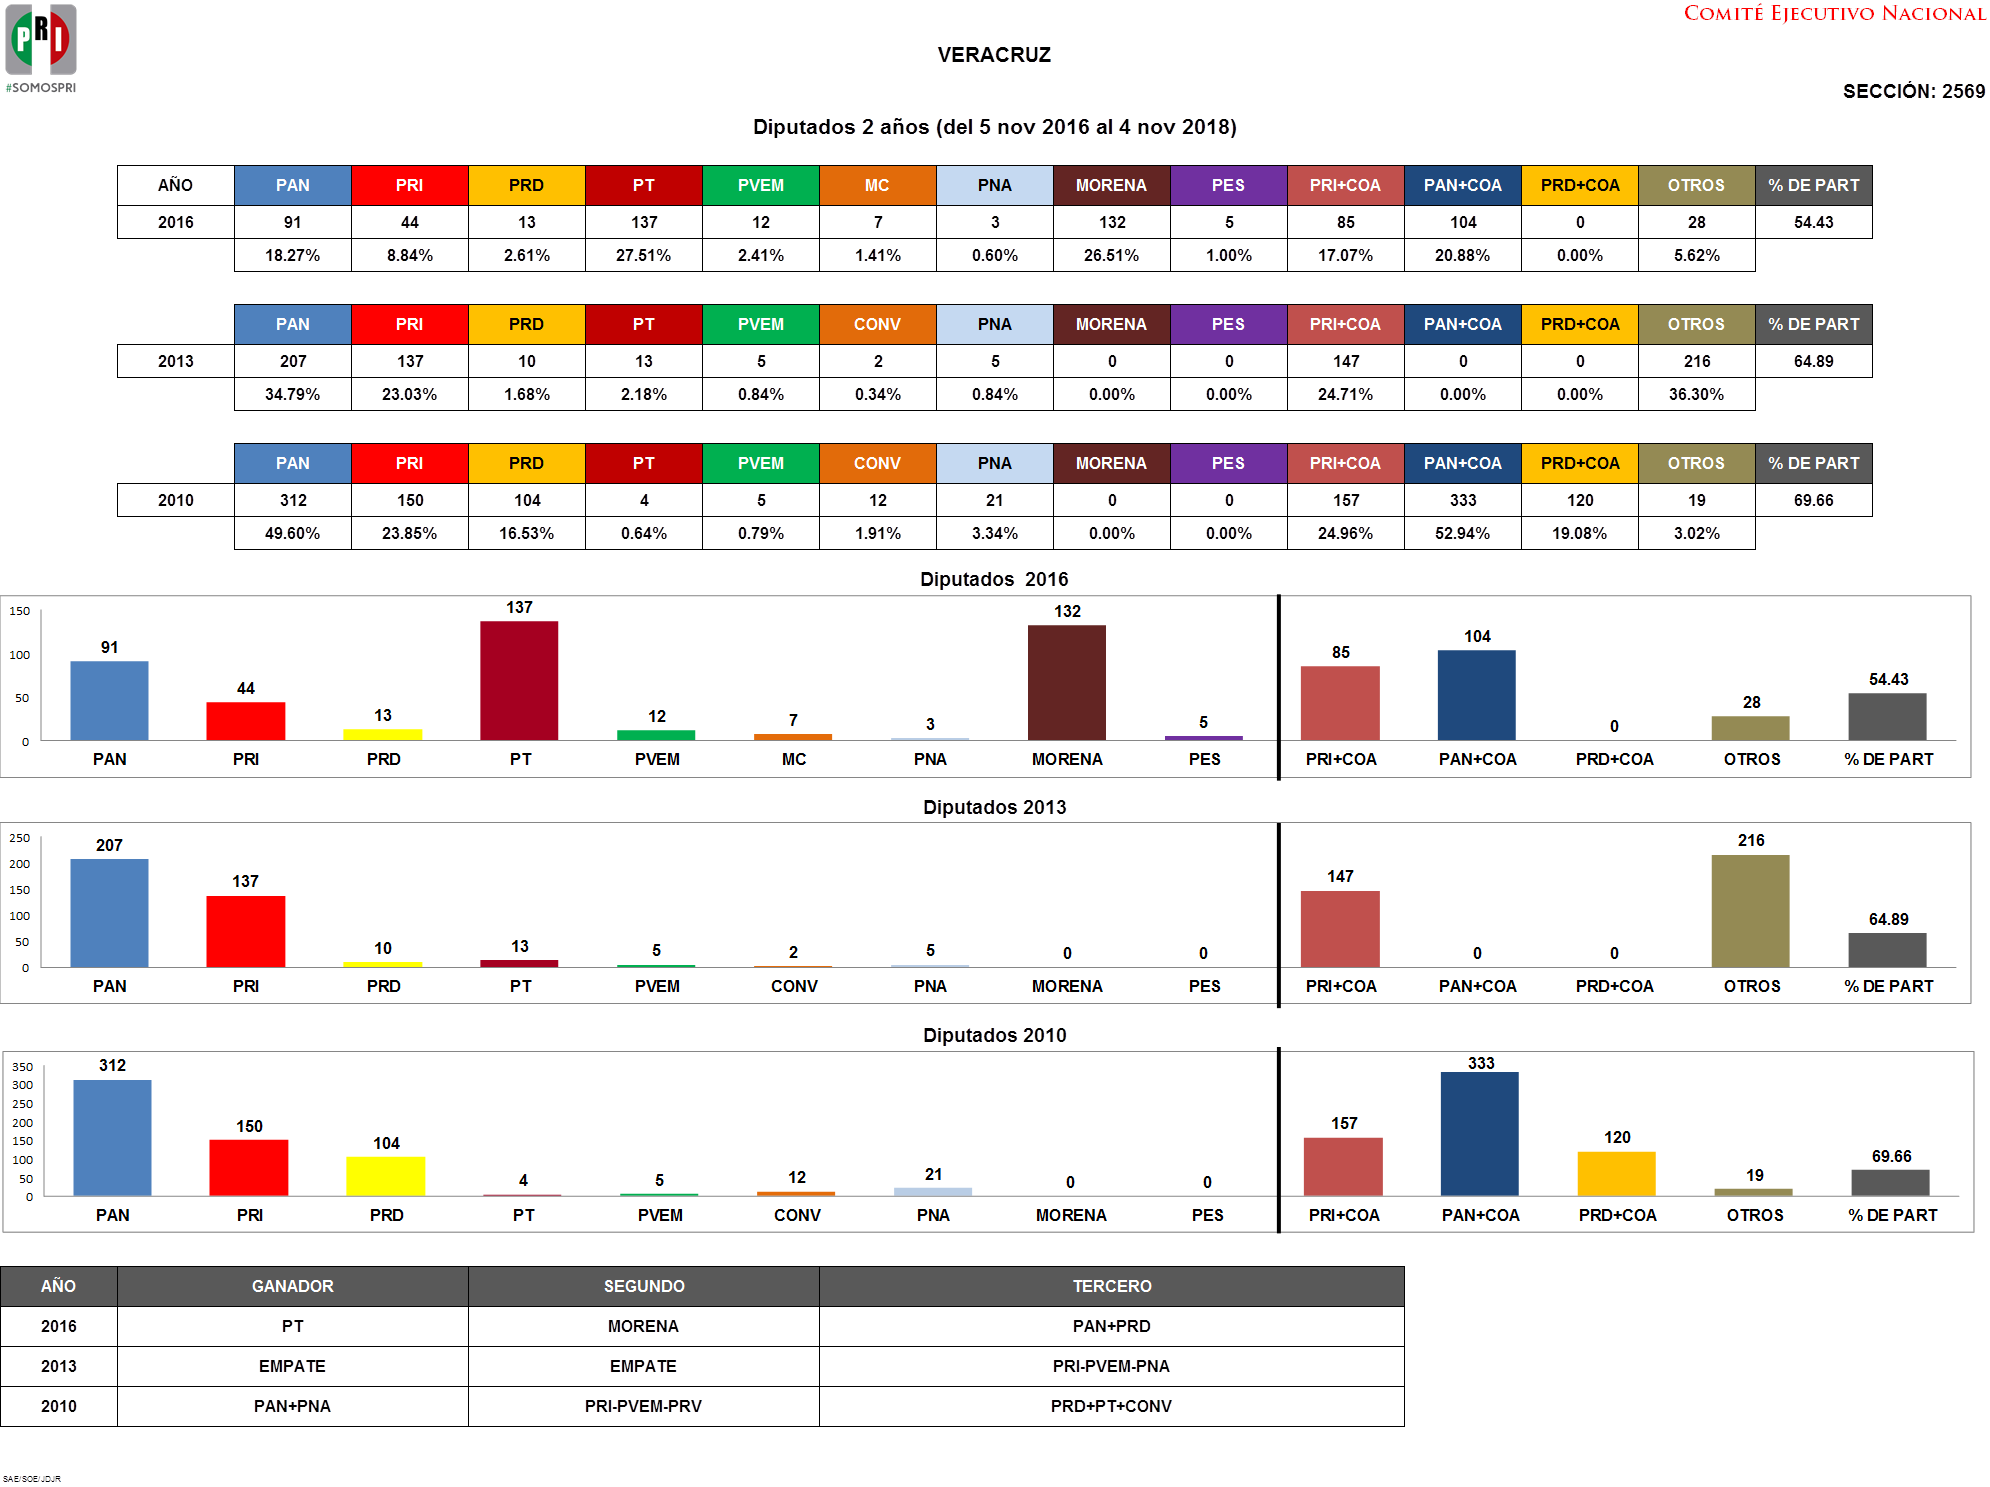 PRI
#SOMOSPRI
COMITÉ EJECUTIVO NACIONAL
VERACRUZ
SECCIÓN: 2569
Diputados 2 años (del 5 nov 2016 al 4 nov 2018)
AÑO PAN PRI PRD PT PVEM MC PNA MORENA PES PRI+COA PAN+COA PRD+COA OTROS % DE PART
2016 91 44 13 137 12 7 3 132 5 85 104 0 28 54.43
18.27% 8.84% 2.61% 27.51% 2.41% 1.41% 0.60% 26.51% 1.00% 17.07% 20.88% 0.00% 5.62%
PAN PRI PRD PT PVEM CONV PNA MORENA PES PRI+COA PAN+COA PRD+COA OTROS % DE PART
2013 207 137 10 13 5 2 5 0 0 147 0 0 216 64.89
34.79% 23.03% 1.68% 2.18% 0.84% 0.34% 0.84% 0.00% 0.00% 24.71% 0.00% 0.00% 36.30%
PAN PRI PRD PT PVEM CONV PNA MORENA PES PRI+COA PAN+COA PRD+COA OTROS % DE PART
2010 312 150 104 4 5 12 21 0 0 157 333 120 19 69.66
49.60% 23.85% 16.53% 0.64% 0.79% 1.91% 3.34% 0.00% 0.00% 24.96% 52.94% 19.08% 3.02%
Diputados 2016
150
100
50
0
91 44 13 137 12 7 3 132 5 85 104 0 28 54.43
PAN PRI PRD PT PVEM MC PNA MORENA PES PRI+COA PAN+COA PRD+COA OTROS % DE PART
Diputados 2013
250
200
150
100
50
0
207 137 10 13 5 2 5 0 0 147 0 0 216 64.89
PAN PRI PRD PT PVEM CONV PNA MORENA PES PRI+COA PAN+COA PRD+COA OTROS % DE PART
Diputados 2010
350
300
250
200
150
100
50
0
312 150 104 4 5 12 21 0 0 157 333 120 19 69.66
PAN PRI PRD PT PVEM CONV PNA MORENA PES PRI+COA PAN+COA PRD+COA OTROS % DE PART
AÑO GANADOR SEGUNDO TERCERO
2016 PT MORENA PAN+PRD
2013 EMPATE EMPATE PRI-PVEM-PNA
2010 PAN+PNA PRI-PVEM-PRV PRD+PT+CONV
SAE/SOE/JDJR